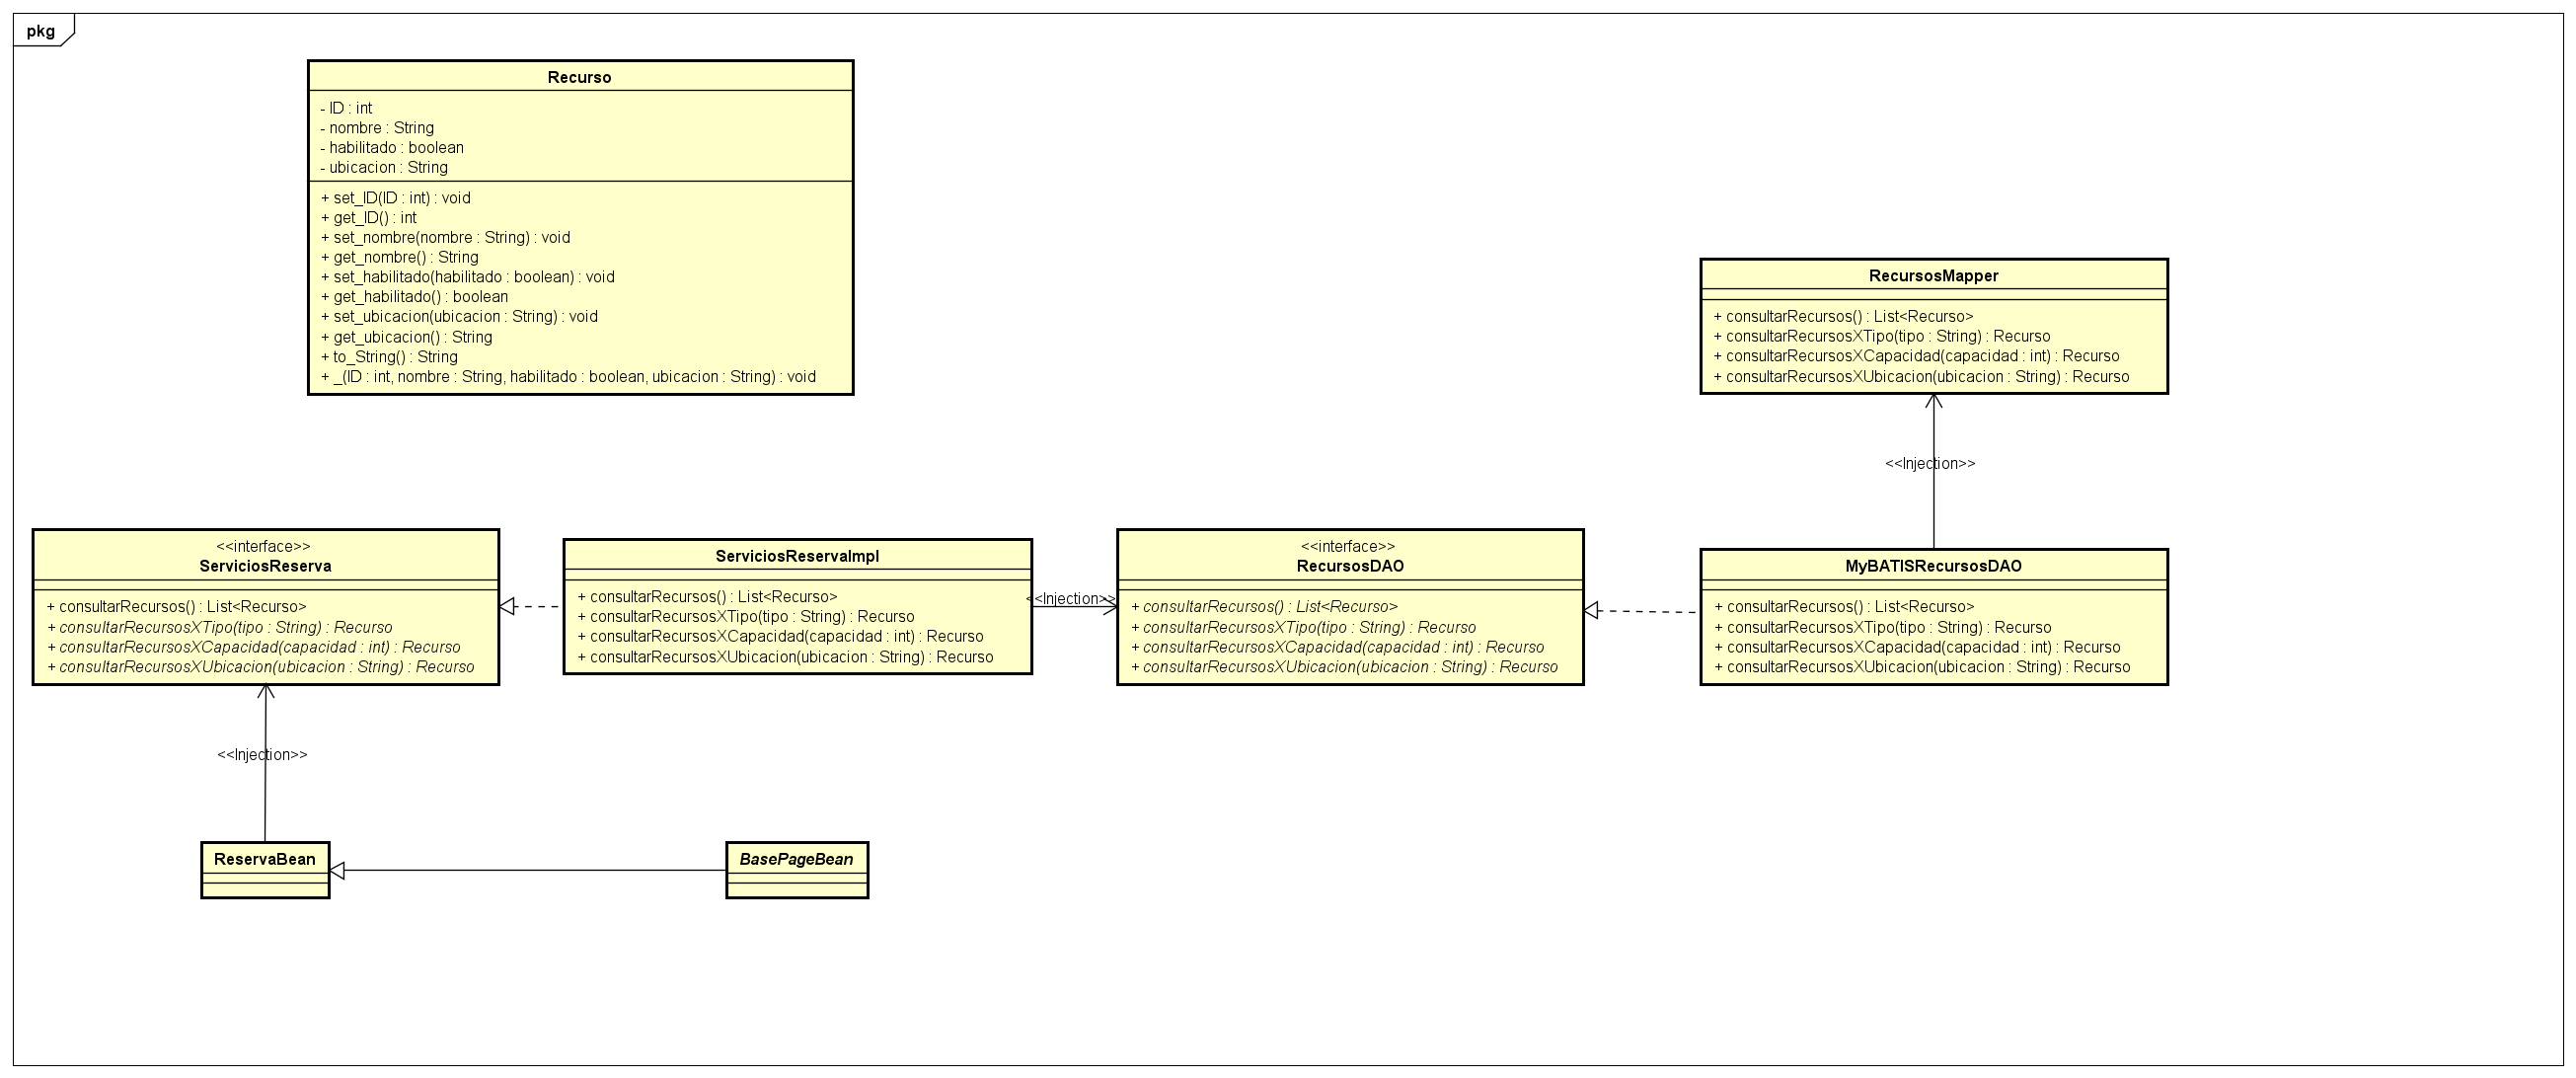 pkg
Recurso
- ID : int
- nombre : String
- habilitado : boolean
- ubicacion : String
+ set_ID(ID : int) : void
+ get_ID() : int
+ set_nombre(nombre : String) : void
+ get_nombre() : String
+ set_habilitado(habilitado : boolean) : void
+ get_habilitado() : boolean
+ set_ubicacion(ubicacion : String) : void
+ get_ubicacion() : String
+ to_String() : String
+ _(ID : int, nombre : String, habilitado : boolean, ubicacion : String) : void
RecursosMapper
+ consultarRecursos() : List<Recurso>
+ consultarRecursosXTipo(tipo : String) : Recurso
+ consultarRecursosXCapacidad(capacidad : int) : Recurso
+ consultarRecursosXUbicacion(ubicacion : String) : Recurso
<<Injection>>
<<interface>>
ServiciosReserva
+ consultarRecursos() : List<Recurso>
+ consultarRecursosXTipo(tipo : String) : Recurso
+ consultarRecursosXCapacidad(capacidad : int) : Recurso
+ consultarRecursosXUbicacion(ubicacion : String) : Recurso
ServiciosReservaImpl
+ consultarRecursos() : List<Recurso>
+ consultarRecursosXTipo(tipo : String) : Recurso
+ consultarRecursosXCapacidad(capacidad : int) : Recurso
+ consultarRecursosXUbicacion(ubicacion : String) : Recurso
<<Injection>>
<<interface>>
RecursosDAO
+ consultarRecursos() : List<Recurso>
+ consultarRecursosXTipo(tipo : String) : Recurso
+ consultarRecursosXCapacidad(capacidad : int) : Recurso
+ consultarRecursosXUbicacion(ubicacion : String) : Recurso
MyBATISRecursosDAO
+ consultarRecursos() : List<Recurso>
+ consultarRecursosXTipo(tipo : String) : Recurso
+ consultarRecursosXCapacidad(capacidad : int) : Recurso
+ consultarRecursosXUbicacion(ubicacion : String) : Recurso
<<Injection>>
ReservaBean
BasePageBean